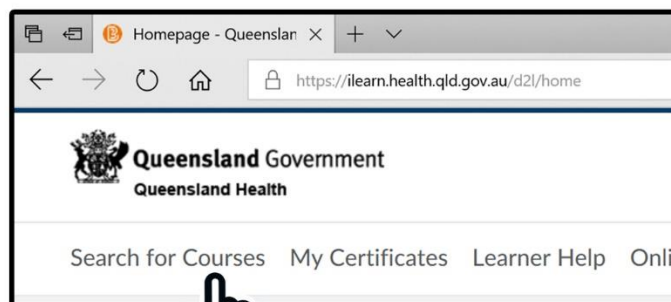 Homepage - Queenslan
https://ilearn.health.qld.gov.au/d2l/home
Queensland Government
Queensland Health
Search for Courses My Certificates Learner Help Onli